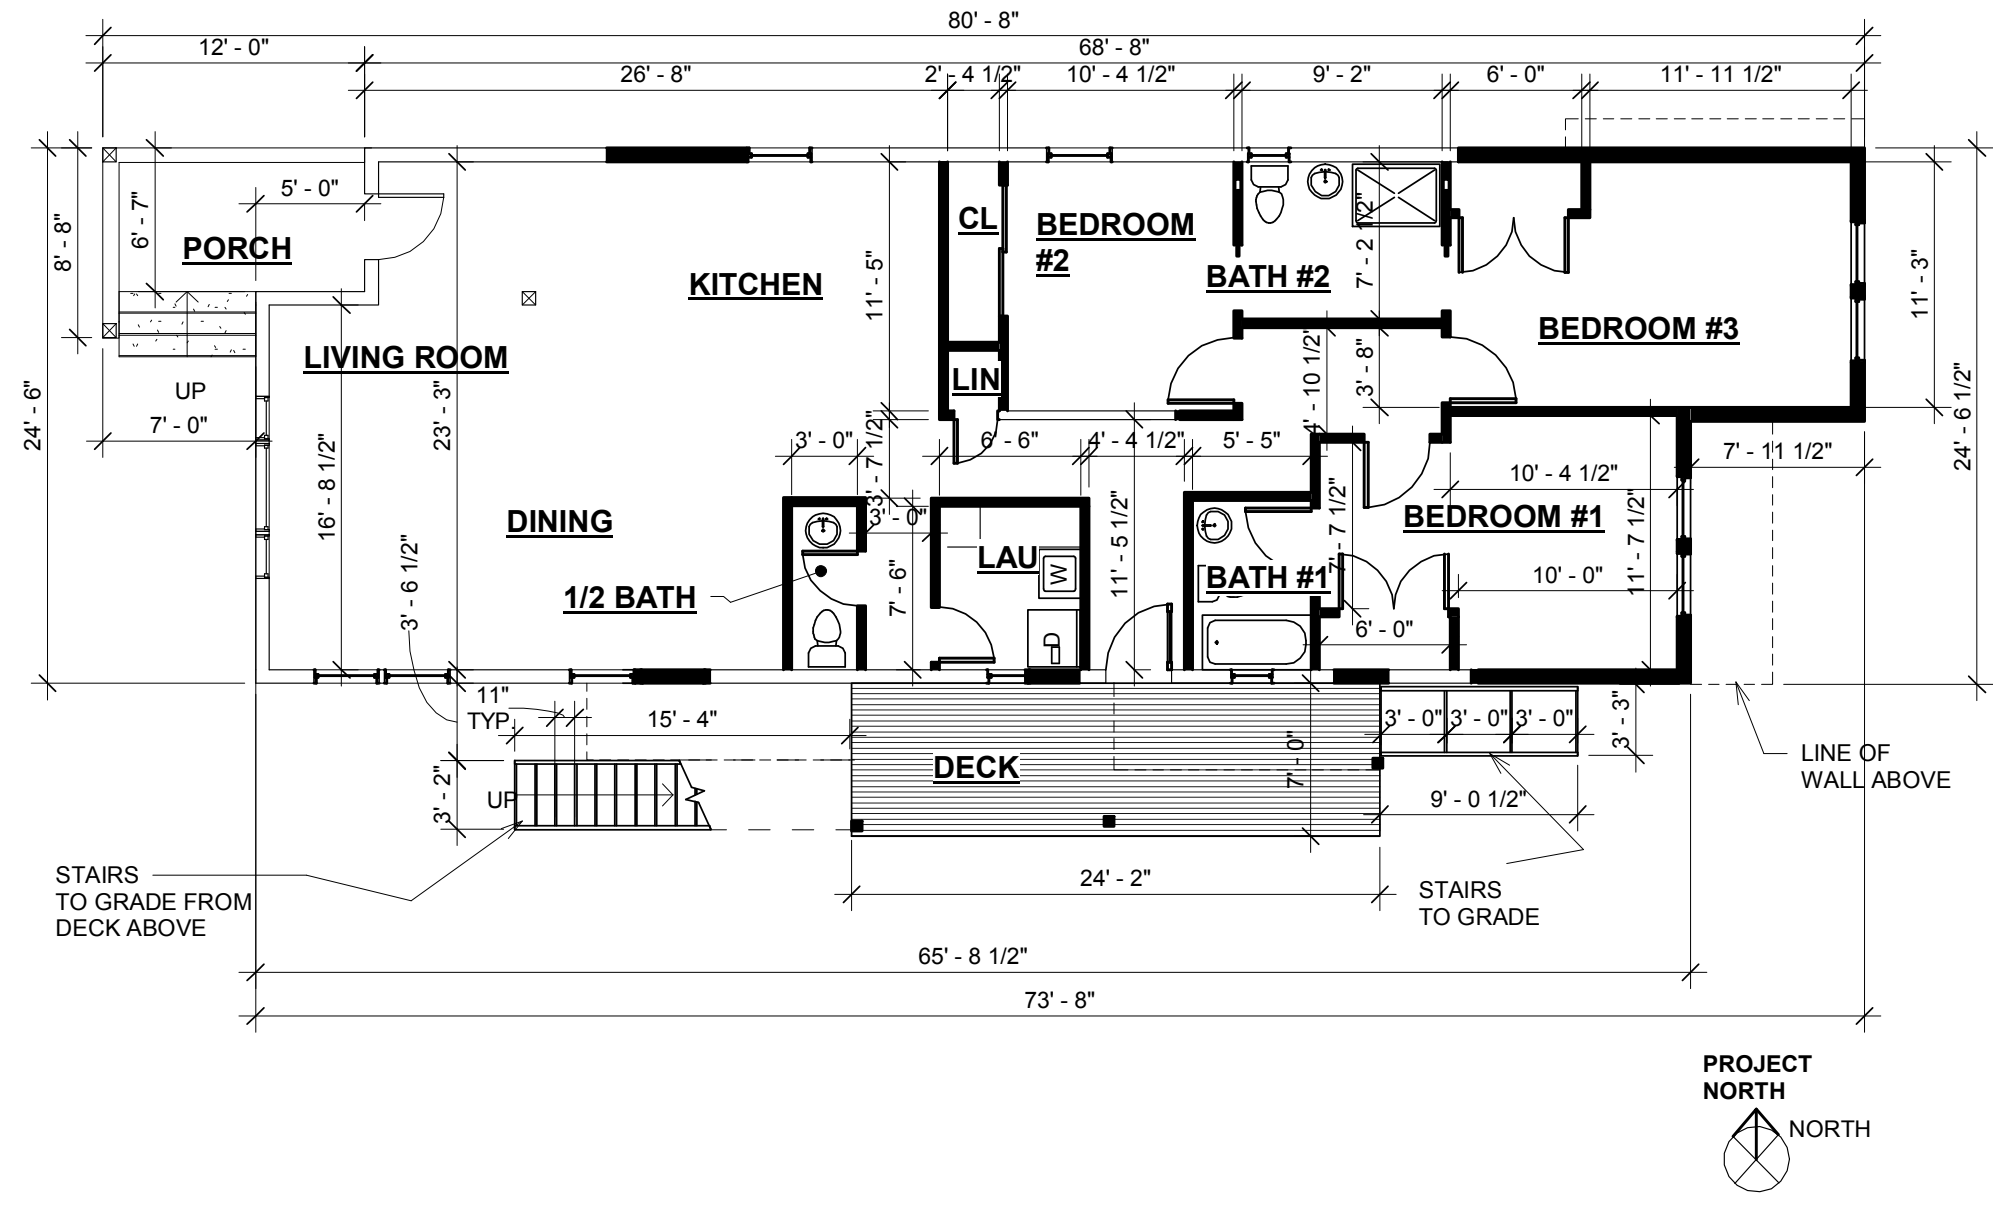 80' - 8"
12' - 0"
68' - 8"
26' - 8"
2' - 4 1/2"
10' - 4 1/2"
9' - 2"
6' - 0"
11' - 11 1/2"
5' - 0"
6' - 7"
8' - 8"
24' - 6"
PORCH
CL
BEDROOM
#2
BATH #2
7' - 2 1/2"
KITCHEN
11' - 5"
11' - 3"
BEDROOM #3
LIVING ROOM
LIN
UP
7' - 0"
23' - 3"
4' - 10 1/2"
3' - 8"
24' - 6 1/2"
16' - 8 1/2"
3' - 0"
3' - 7 1/2"
6' - 6"
4' - 4 1/2"
5' - 5"
7' - 11 1/2"
10' - 4 1/2"
DINING
3' - 0"
LAU
W
D
11' - 5 1/2"
7' - 7 1/2"
BEDROOM #1
11' - 7 1/2"
10' - 0"
BATH #1
1/2 BATH
7' - 6"
3' - 6 1/2"
6' - 0"
11"
TYP.
15' - 4"
3' - 0"
3' - 0"
3' - 0"
3' - 3"
7' - 0"
DECK
LINE OF
WALL ABOVE
UP
3' - 2"
9' - 0 1/2"
STAIRS
TO GRADE FROM
DECK ABOVE
24' - 2"
STAIRS
TO GRADE
65' - 8 1/2"
73' - 8"
PROJECT
NORTH
NORTH